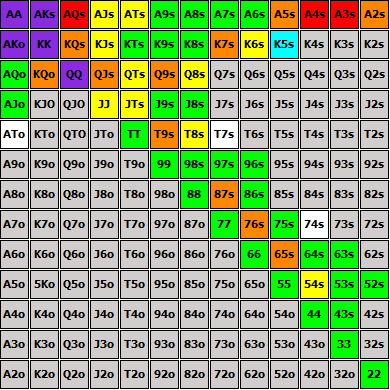 AA AKs AQs AJs ATs A9s A8s A7s A6s A5s A4s A3s A2s
AKo KK KQs KJs KTs K9s K8s K7s K6s K5s K4s K3s K2s
AQo KQo QQ QJs QTs Q9s Q8s Q7s Q6s Q5s Q4s Q3s Q2s
AJo KJO QJO JJ JTs J9s J8s J7s J6s J5s J4s J3s J2s
ATo KTo QTO JTo TT T9s T8s T7s T6s T5s T4s T3s T2s
A9o K9o Q9o J9o T9o 99 98s 97s 96s 95s 94s 93s 92s
A8o K8o Q8o J8o T8o 98o 88 87s 86s 85s 84s 83s 82s
A7o K7o Q7o J7o T7o 97o 87o 77 76s 75s 74s 73s 72s
A6o K6o Q6o J6o T6o 96o 86o 76o 66 65s 64s 63s 62s
A5o 5Ko Q5o J5o T5o 95o 85o 75o 65o 55 54s 53s 52s
A4o K4o Q4o J4o T4o 94o 84o 74o 64o 54o 44 43s 42s
A3o K3o Q3o J3o T3o 93o 83o 73o 63o 53o 43o 33 32s
A2o K2o Q2o J2o T2o 92o 82o 72o 62o 52o 42o 32o 22